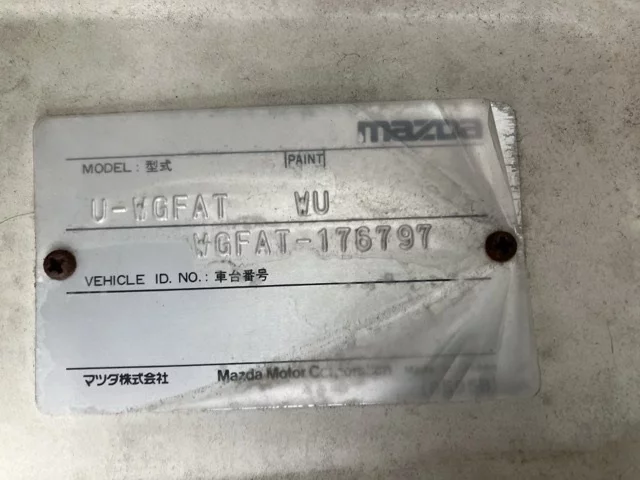 mazda
MODEL : 型式 PAINT
U-WGFAT WU
WGFAT-176797
VEHICLE ID. NO. : 車台番号
マツダ株式会社 Mazda Motor Corporation